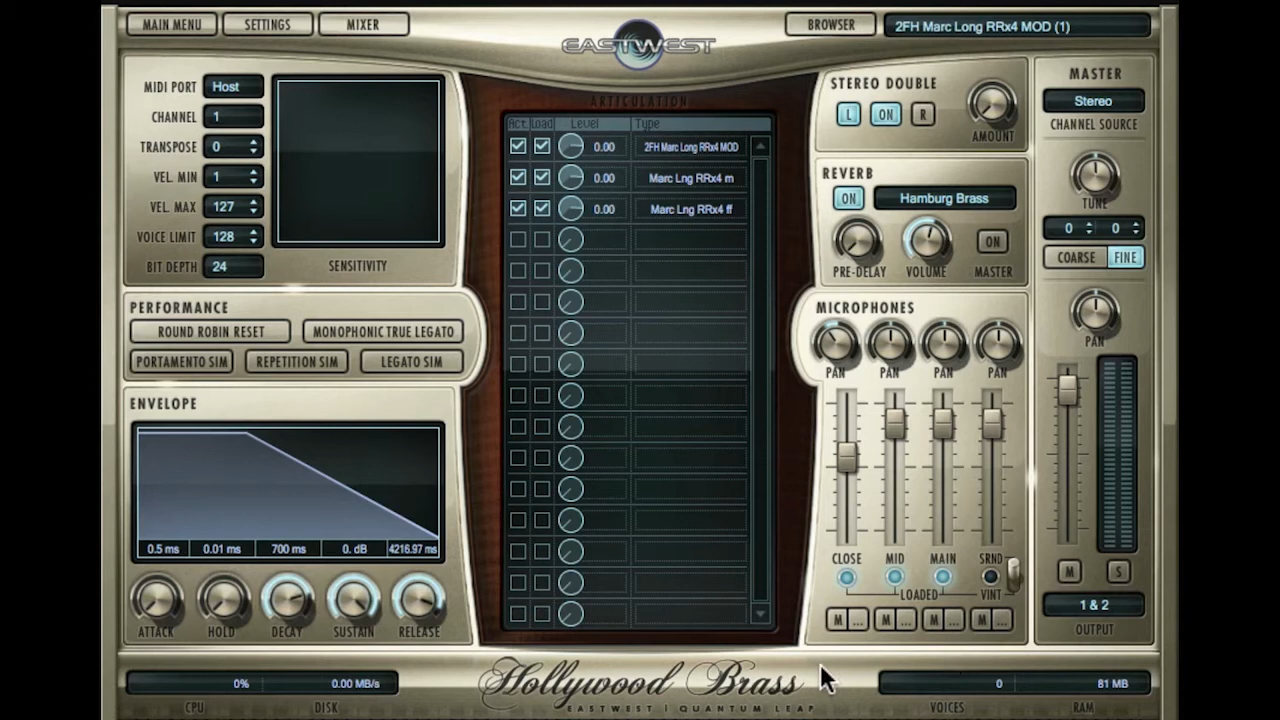 MAIN MENU SETTINGS MIXER
EASTWEST
BROWSER 2FH Marc Long RRx4 MOD (1)
MIDI PORT Host
CHANNEL 1
TRANSPOSE 0
VEL. MIN 1
VEL. MAX 127
VOICE LIMIT 128
BIT DEPTH 24
SENSITIVITY
PERFORMANCE
ROUND ROBIN RESET MONOPHONIC TRUE LEGATO
PORTAMENTO SIM REPETITION SIM LEGATO SIM
ENVELOPE
0.5 ms 0.01 ms 700 ms 0. dB 4216.97 ms
ATTACK HOLD DECAY SUSTAIN RELEASE
ARTICULATION
Act. Load Level Type
0.00 2FH Marc Long RRx4 MOD
0.00 Marc Lng RRx4 m
0.00 Marc Lng RRx4 ff
STEREO DOUBLE
L ON R
AMOUNT
REVERB
ON Hamburg Brass
ON
PRE-DELAY VOLUME MASTER
MICROPHONES
PAN PAN PAN PAN
CLOSE MID MAIN SRND
LOADED VINT
M ... M ... M ... M ...
MASTER
Stereo
CHANNEL SOURCE
TUNE
0 0
COARSE FINE
PAN
M S
1 & 2
OUTPUT
0% 0.00 MB/s
CPU DISK
Hollywood Brass
EASTWEST | QUANTUM LEAP
0 81 MB
VOICES RAM